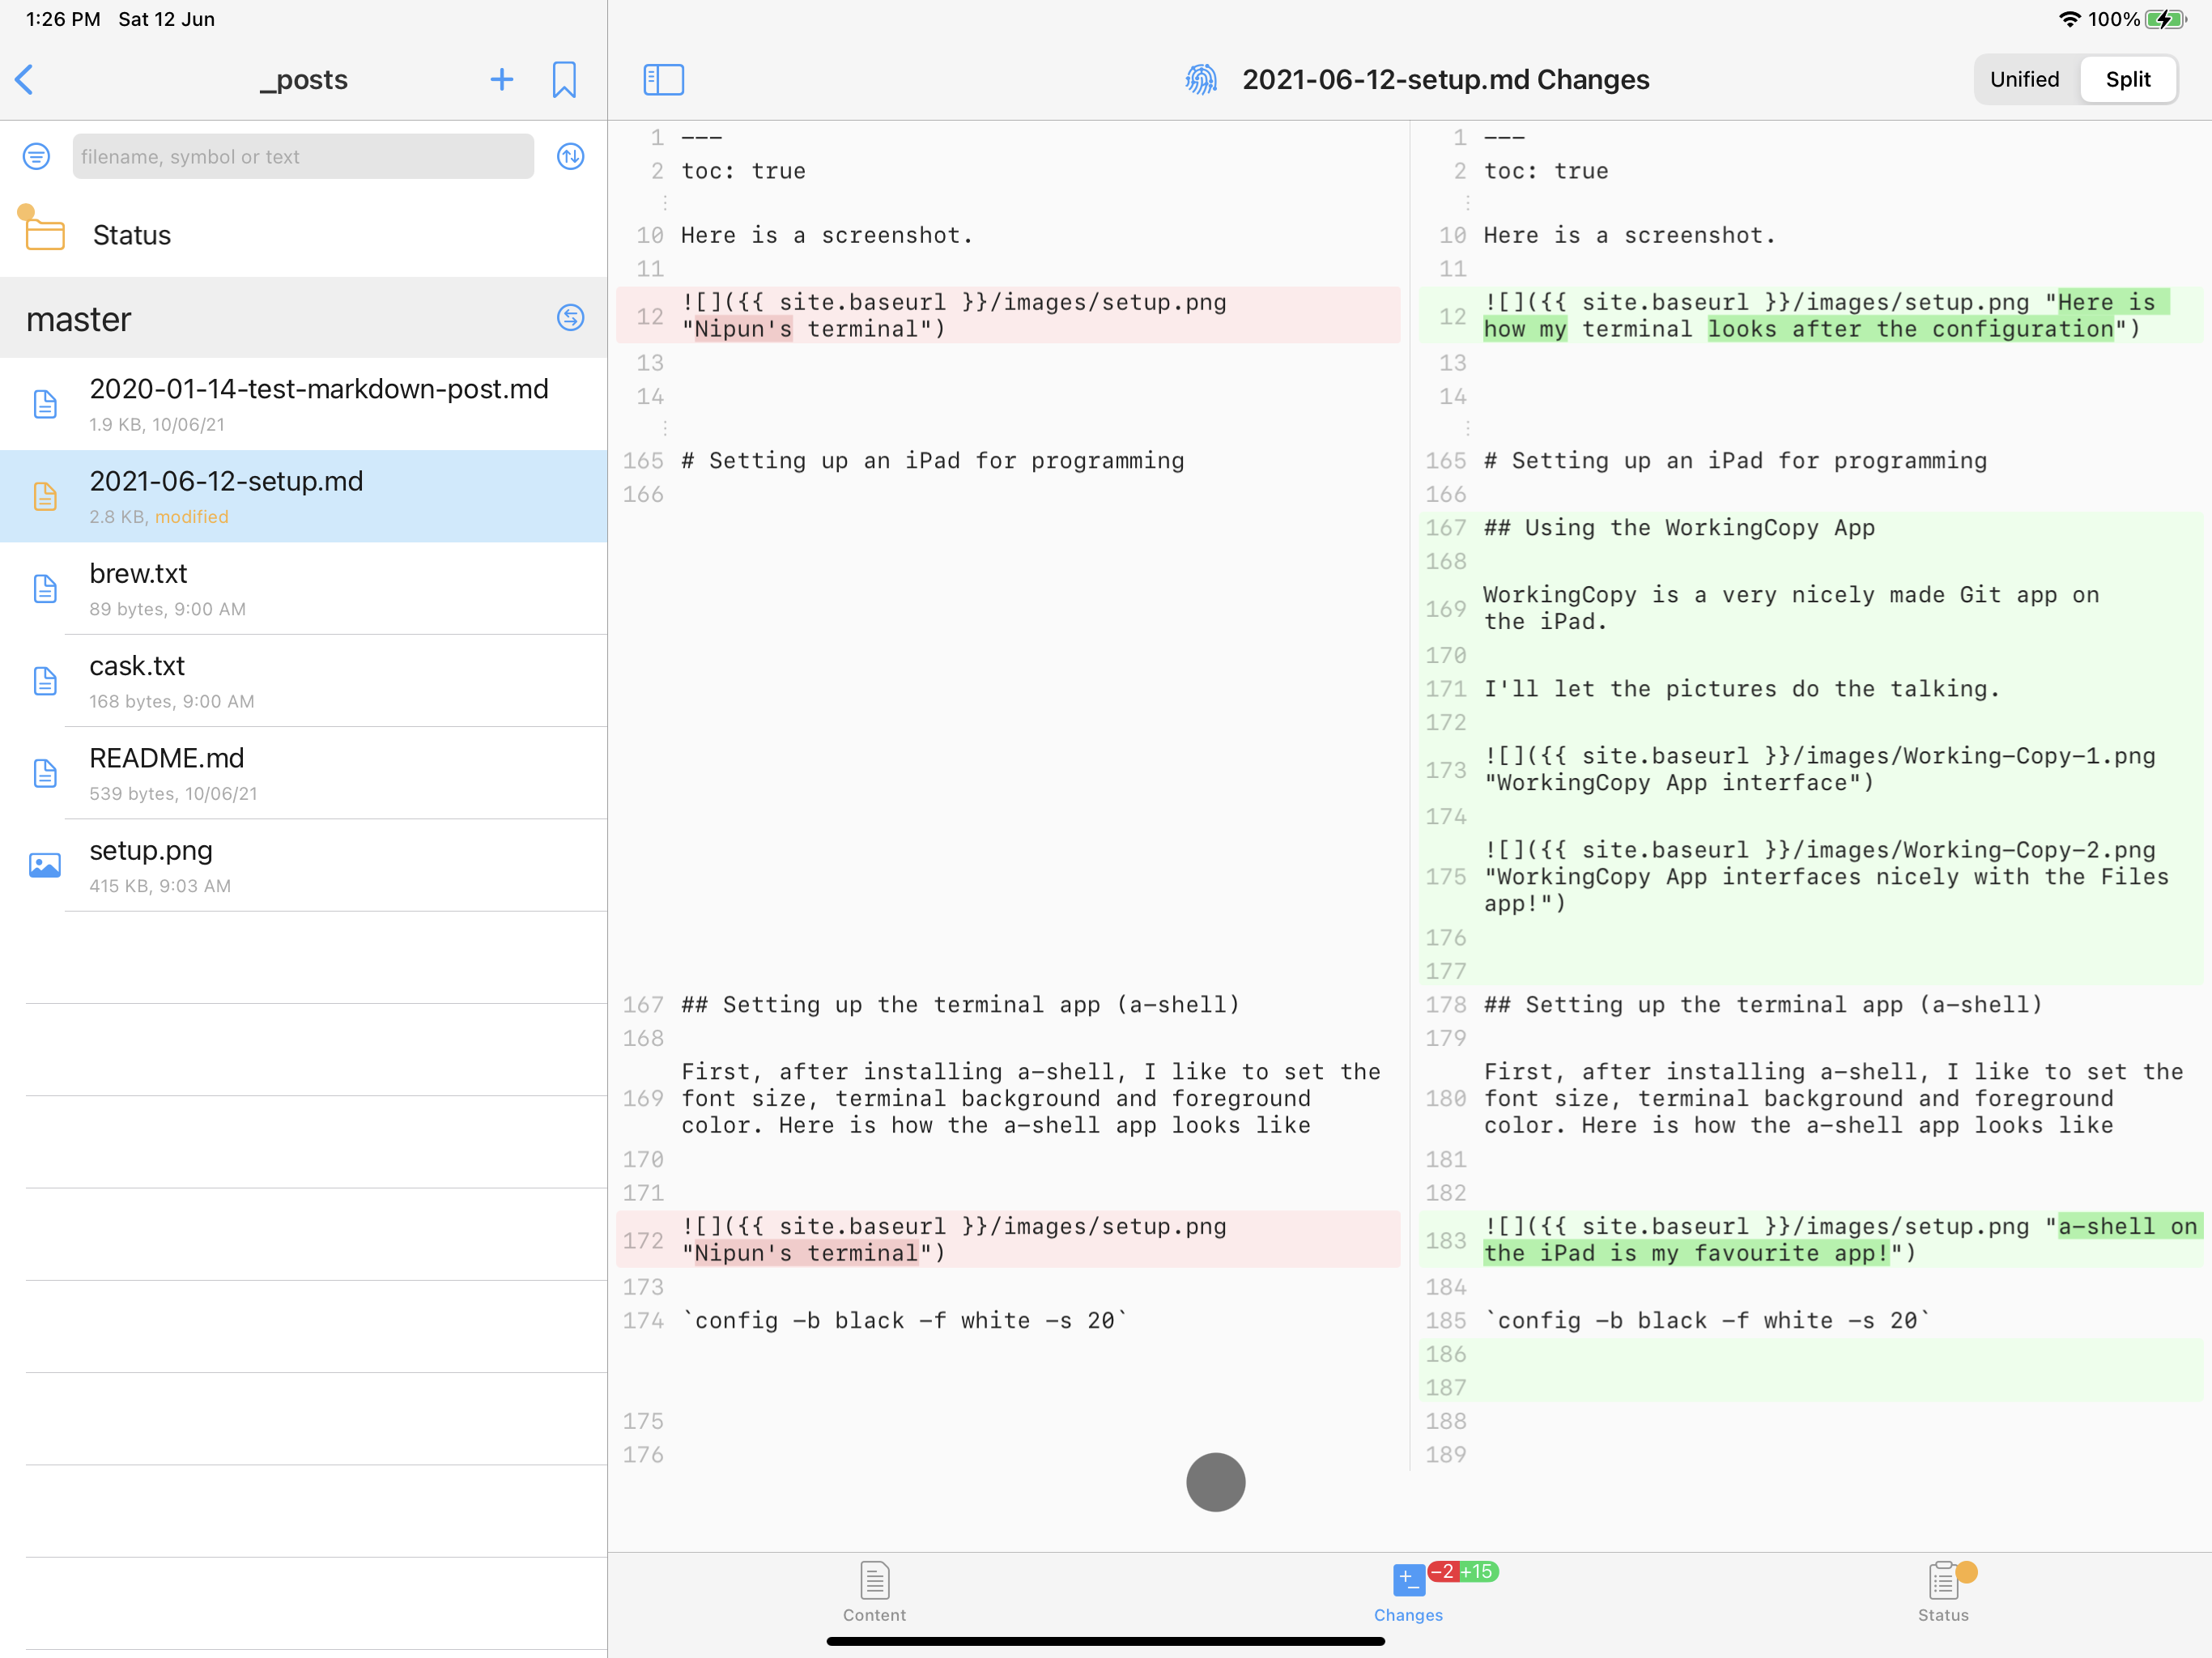 1:26 PM Sat 12 Jun
100%
_posts
2021-06-12-setup.md Changes
Unified Split
filename, symbol or text
Status
master
2020-01-14-test-markdown-post.md
1.9 KB, 10/06/21
2021-06-12-setup.md
2.8 KB, modified
brew.txt
89 bytes, 9:00 AM
cask.txt
168 bytes, 9:00 AM
README.md
539 bytes, 10/06/21
setup.png
415 KB, 9:03 AM
1 ---
2 toc: true
⋮
10 Here is a screenshot.
11
12 ![]({{ site.baseurl }}/images/setup.png
"Nipun's terminal")
13
14
⋮
165 # Setting up an iPad for programming
166
167 ## Setting up the terminal app (a-shell)
168
169 First, after installing a-shell, I like to set the
font size, terminal background and foreground
color. Here is how the a-shell app looks like
170
171
172 ![]({{ site.baseurl }}/images/setup.png
"Nipun's terminal")
173
174 `config -b black -f white -s 20`
175
176
1 ---
2 toc: true
⋮
10 Here is a screenshot.
11
12 ![]({{ site.baseurl }}/images/setup.png "Here is
how my terminal looks after the configuration")
13
14
⋮
165 # Setting up an iPad for programming
166
167 ## Using the WorkingCopy App
168
169 WorkingCopy is a very nicely made Git app on
the iPad.
170
171 I'll let the pictures do the talking.
172
173 ![]({{ site.baseurl }}/images/Working-Copy-1.png
"WorkingCopy App interface")
174
175 ![]({{ site.baseurl }}/images/Working-Copy-2.png
"WorkingCopy App interfaces nicely with the Files
app!")
176
177
178 ## Setting up the terminal app (a-shell)
179
180 First, after installing a-shell, I like to set the
font size, terminal background and foreground
color. Here is how the a-shell app looks like
181
182
183 ![]({{ site.baseurl }}/images/setup.png "a-shell on
the iPad is my favourite app!")
184
185 `config -b black -f white -s 20`
186
187
188
189
Content
-2 +15
Changes
Status